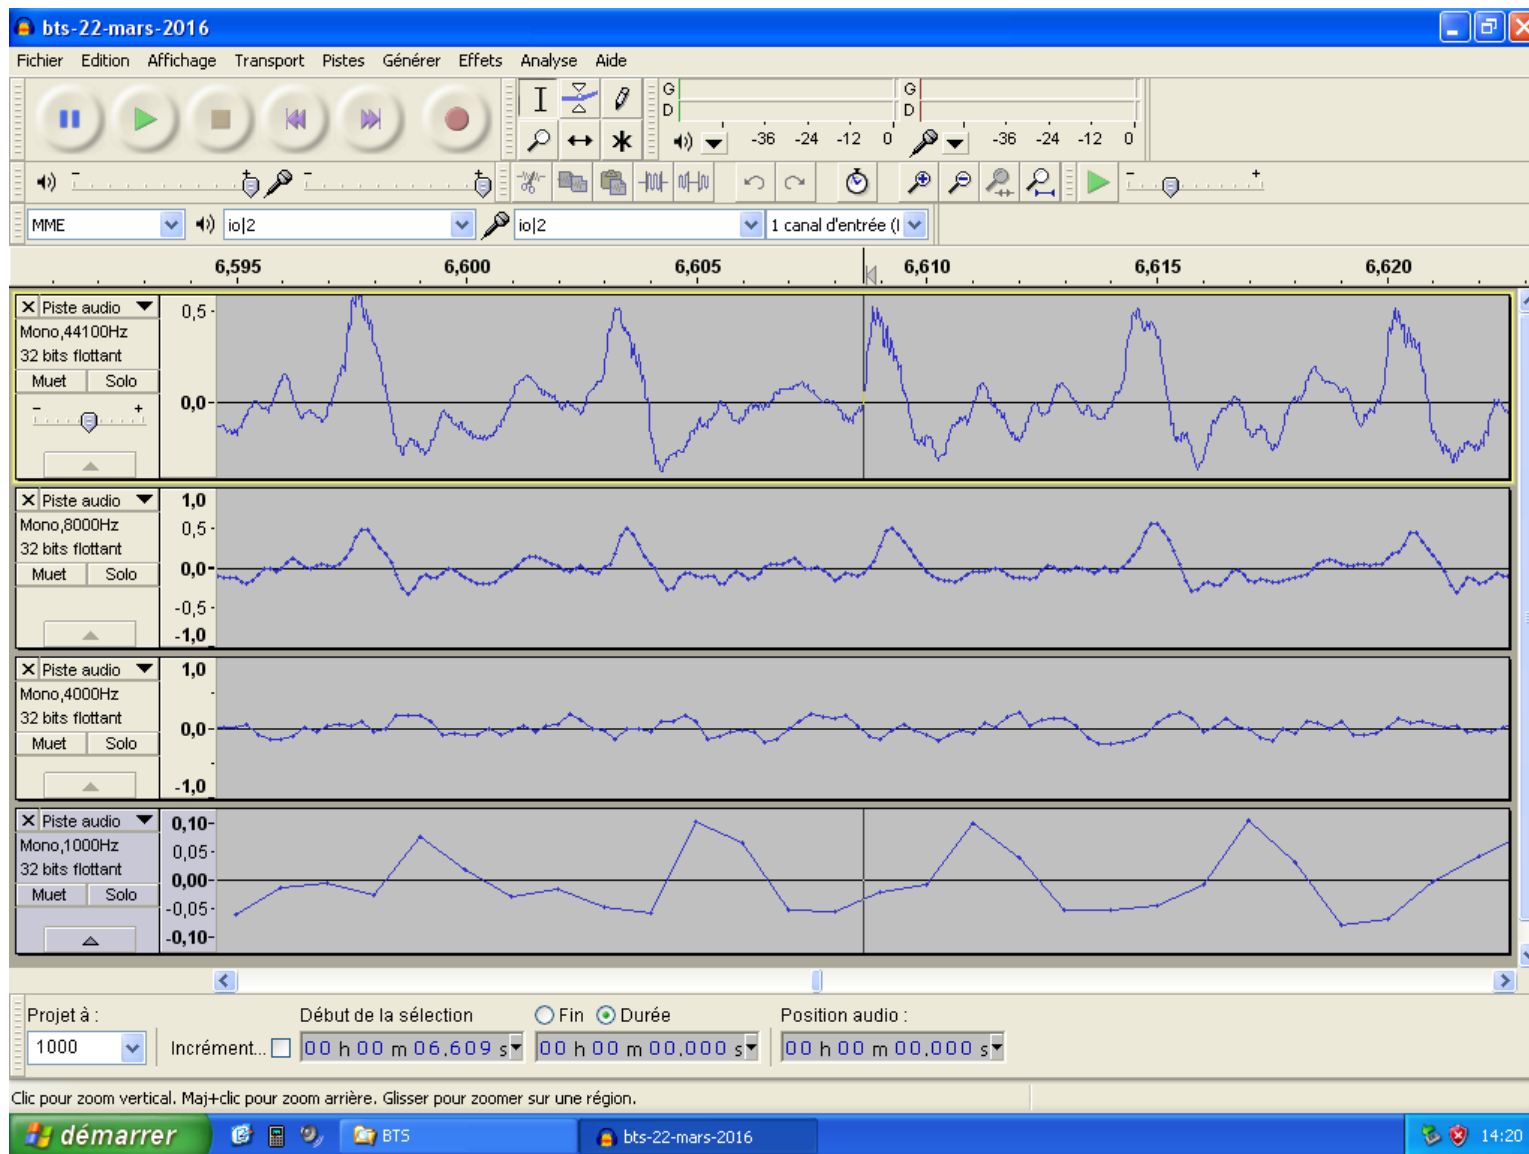 bts-22-mars-2016
Fichier Edition Affichage Transport Pistes Générer Effets Analyse Aide
G
D
-36 -24 -12 0
G
D
-36 -24 -12 0
- +
MME io|2 io|2 1 canal d'entrée (I
6,595 6,600 6,605 6,610 6,615 6,620
X Piste audio
Mono,44100Hz
32 bits flottant
Muet Solo
- +
0,5
0,0
X Piste audio
Mono,8000Hz
32 bits flottant
Muet Solo
1,0
0,5
0,0
-0,5
-1,0
X Piste audio
Mono,4000Hz
32 bits flottant
Muet Solo
1,0
0,0
-1,0
X Piste audio
Mono,1000Hz
32 bits flottant
Muet Solo
0,10
0,05
0,00
-0,05
-0,10
Projet à : Début de la sélection Fin Durée Position audio :
1000 Incrément... 00 h 00 m 06.609 s 00 h 00 m 00.000 s 00 h 00 m 00.000 s
Clic pour zoom vertical. Maj+clic pour zoom arrière. Glisser pour zoomer sur une région.
démarrer BTS bts-22-mars-2016 14:20